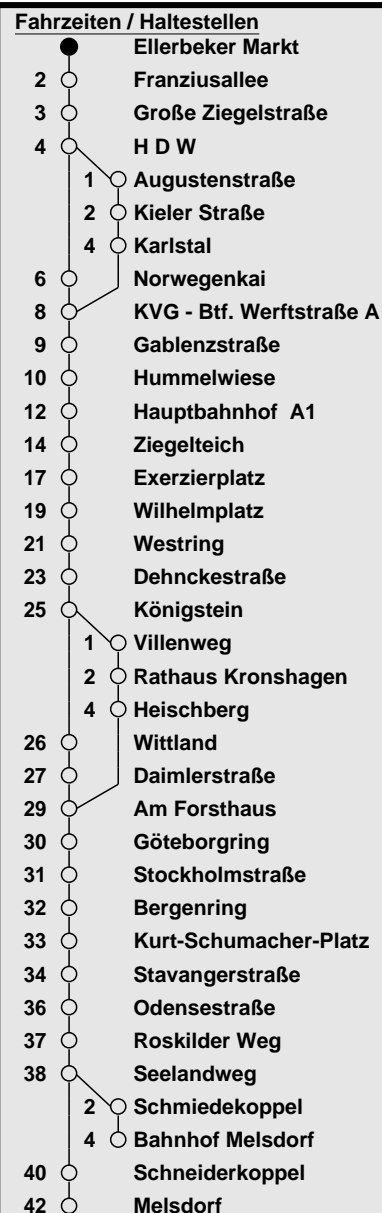 Fahrzeiten / Haltestellen
Ellerbeker Markt
2 Franziusallee
3 Große Ziegelstraße
4 H D W
1 Augustenstraße
2 Kieler Straße
4 Karlstal
6 Norwegenkai
8 KVG - Btf. Werftstraße A
9 Gablenzstraße
10 Hummelwiese
12 Hauptbahnhof A1
14 Ziegelteich
17 Exerzierplatz
19 Wilhelmplatz
21 Westring
23 Dehnckestraße
25 Königstein
1 Villenweg
2 Rathaus Kronshagen
4 Heischberg
26 Wittland
27 Daimlerstraße
29 Am Forsthaus
30 Göteborgring
31 Stockholmstraße
32 Bergenring
33 Kurt-Schumacher-Platz
34 Stavangerstraße
36 Odensestraße
37 Roskilder Weg
38 Seelandweg
2 Schmiedekoppel
4 Bahnhof Melsdorf
40 Schneiderkoppel
42 Melsdorf